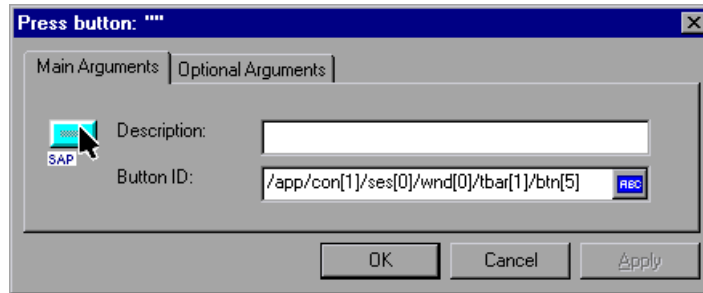 Press button: ""
Main Arguments Optional Arguments
Description:
SAP
Button ID: /app/con[1]/ses[0]/wnd[0]/tbar[1]/btn[5] ABC
OK Cancel Apply